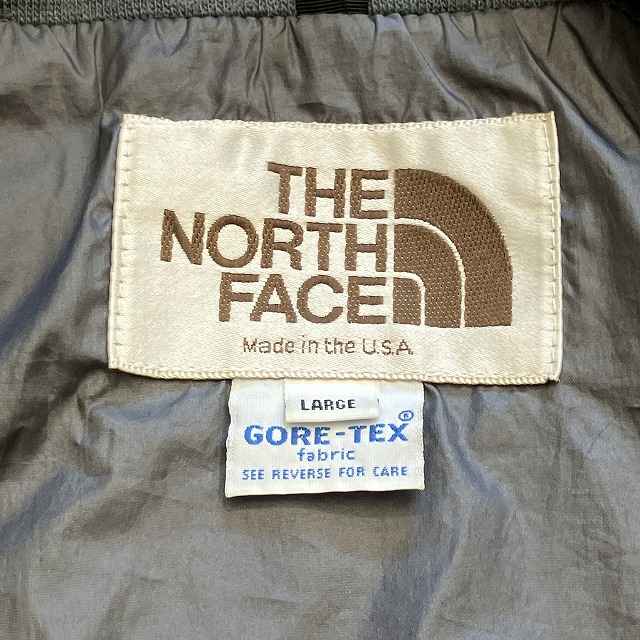 THE
NORTH
FACE
Made in the U.S.A.
LARGE
GORE-TEX®
fabric
SEE REVERSE FOR CARE